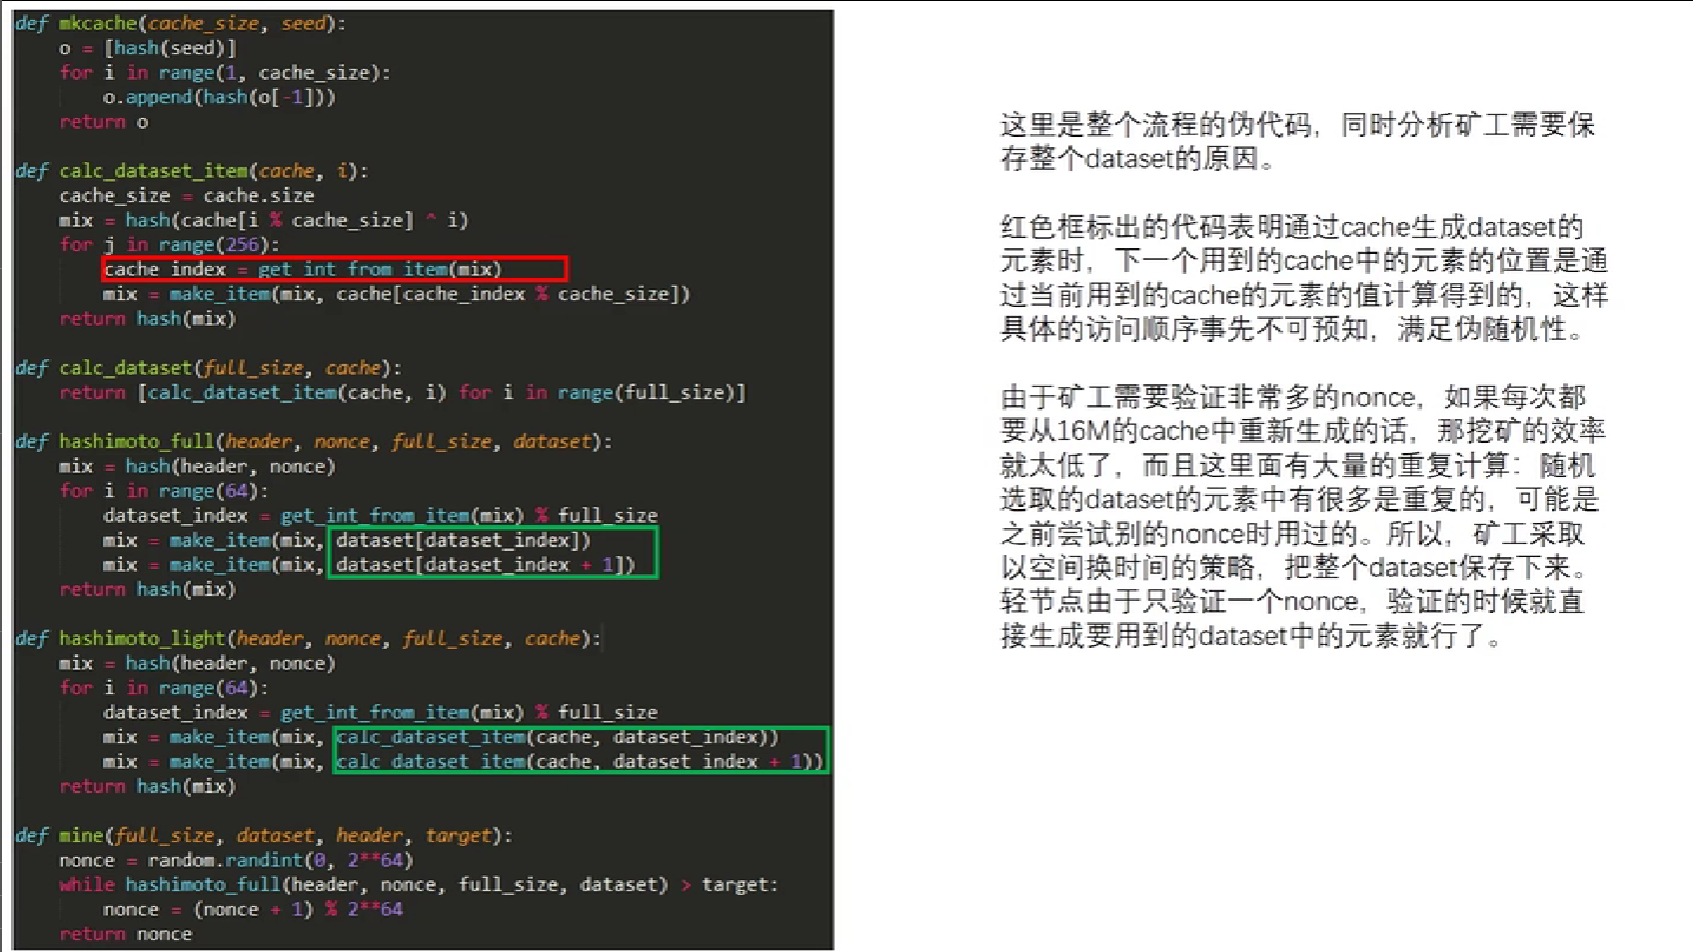 def mkcache(cache_size, seed):
    o = [hash(seed)]
    for i in range(1, cache_size):
        o.append(hash(o[-1]))
    return o
def calc_dataset_item(cache, i):
    cache_size = cache.size
    mix = hash(cache[i % cache_size] ^ i)
    for j in range(256):
        cache_index = get_int_from_item(mix)
        mix = make_item(mix, cache[cache_index % cache_size])
    return hash(mix)
def calc_dataset(full_size, cache):
    return [calc_dataset_item(cache, i) for i in range(full_size)]
def hashimoto_full(header, nonce, full_size, dataset):
    mix = hash(header, nonce)
    for i in range(64):
        dataset_index = get_int_from_item(mix) % full_size
        mix = make_item(mix, dataset[dataset_index])
        mix = make_item(mix, dataset[dataset_index + 1])
    return hash(mix)
def hashimoto_light(header, nonce, full_size, cache):
    mix = hash(header, nonce)
    for i in range(64):
        dataset_index = get_int_from_item(mix) % full_size
        mix = make_item(mix, calc_dataset_item(cache, dataset_index))
        mix = make_item(mix, calc_dataset_item(cache, dataset_index + 1))
    return hash(mix)
def mine(full_size, dataset, header, target):
    nonce = random.randint(0, 2**64)
    while hashimoto_full(header, nonce, full_size, dataset) > target:
        nonce = (nonce + 1) % 2**64
    return nonce
这里是整个流程的伪代码，同时分析矿工需要保
存整个dataset的原因。
红色框标出的代码表明通过cache生成dataset的
元素时，下一个用到的cache中的元素的位置是通
过当前用到的cache的元素的值计算得到的，这样
具体的访问顺序事先不可预知，满足伪随机性。
由于矿工需要验证非常多的nonce，如果每次都
要从16M的cache中重新生成的话，那挖矿的效率
就太低了，而且这里面有大量的重复计算：随机
选取的dataset的元素中有很多是重复的，可能是
之前尝试别的nonce时用过的。所以，矿工采取
以空间换时间的策略，把整个dataset保存下来。
轻节点由于只验证一个nonce，验证的时候就直
接生成要用到的dataset中的元素就行了。